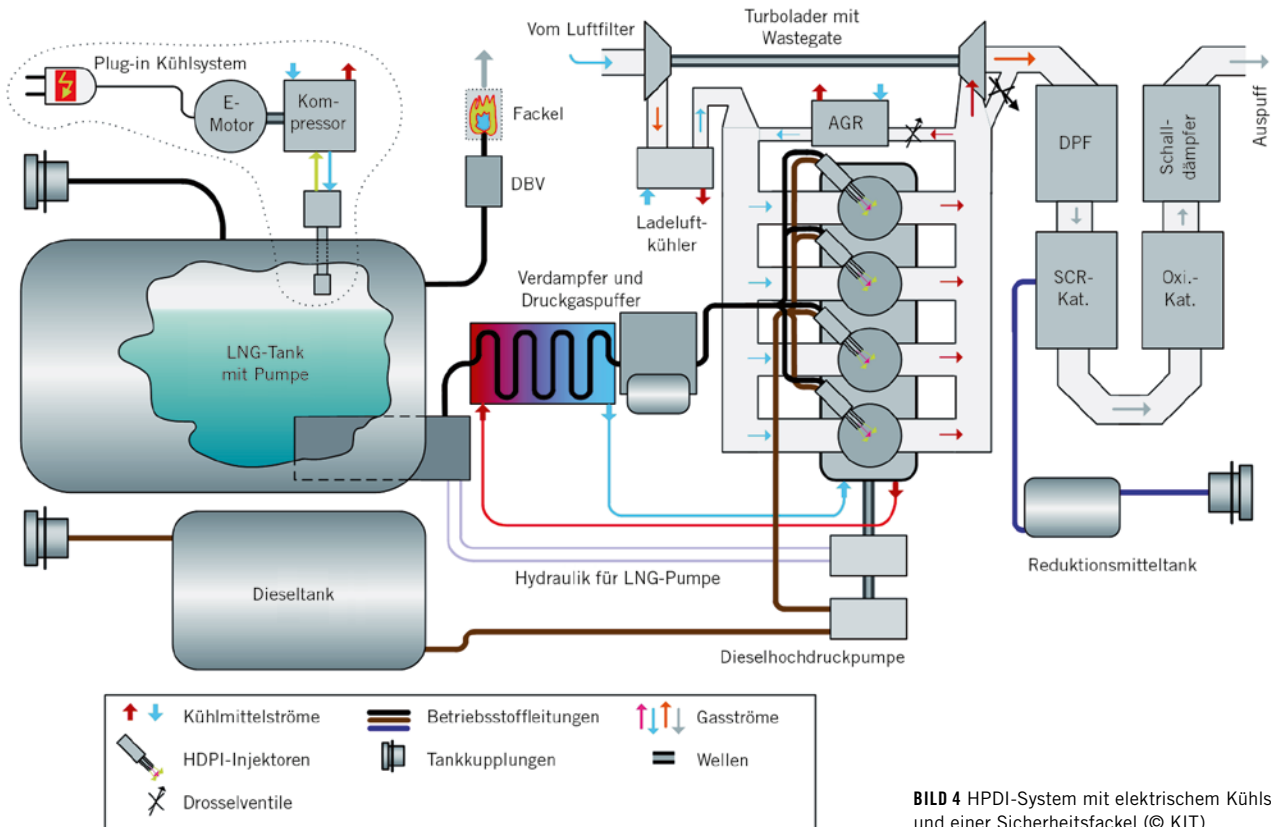 Vom Luftfilter
Turbolader mit
Wastegate
Plug-in Kühlsystem
E-
Motor
Kom-
pressor
Fackel
DBV
AGR
DPF
Schall-
dämpfer
Auspuff
Ladeluft-
kühler
SCR-
Kat.
Oxi.-
Kat.
Verdampfer und
Druckgaspuffer
LNG-Tank
mit Pumpe
Hydraulik für LNG-Pumpe
Reduktionsmitteltank
Dieseltank
Dieselhochdruckpumpe
Kühlmittelströme
Betriebsstoffleitungen
Gasströme
HDPI-Injektoren
Tankkupplungen
Wellen
Drosselventile
BILD 4 HPDI-System mit elektrischem Kühls
und einer Sicherheitsfackel (© KIT)